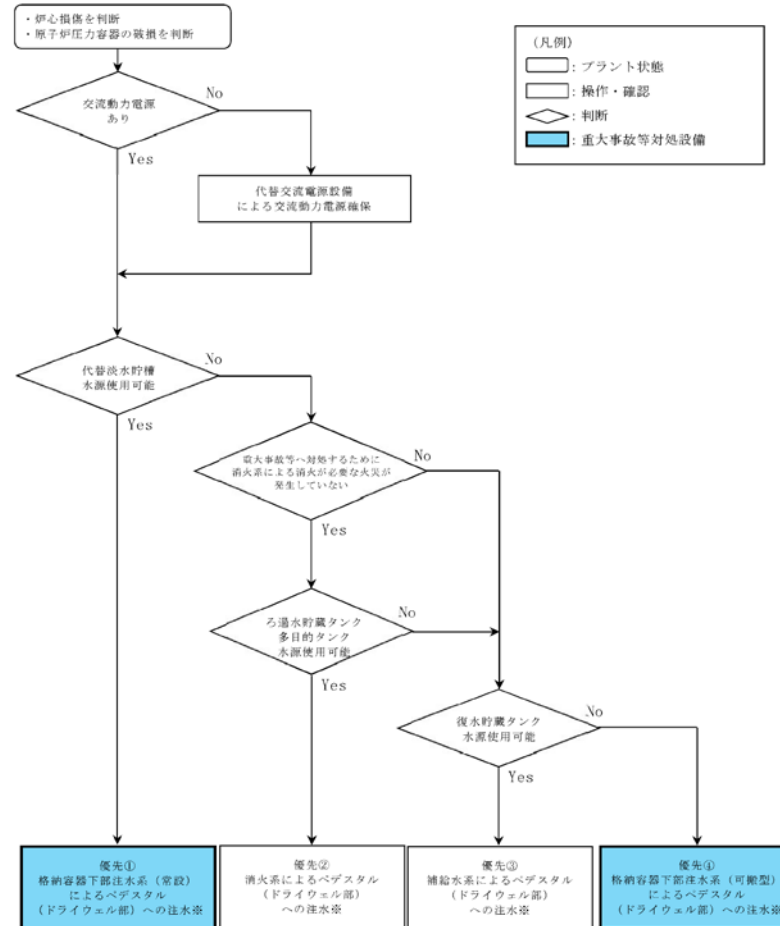 ・炉心損傷を判断
・原子炉圧力容器の破損を判断
(凡例)
：プラント状態
：操作・確認
：判断
：重大事故等対処設備
交流動力電源
あり
No
Yes
代替交流電源設備
による交流動力電源確保
代替淡水貯槽
水源使用可能
No
Yes
重大事故等へ対処するために
消火系による消火が必要な火災が
発生していない
No
Yes
ろ過水貯蔵タンク
多目的タンク
水源使用可能
No
Yes
復水貯蔵タンク
水源使用可能
No
Yes
優先①
格納容器下部注水系（常設）
によるペデスタル
（ドライウェル部）への注水※
優先②
消火系によるペデスタル
（ドライウェル部）
への注水※
優先③
補給水系によるペデスタル
（ドライウェル部）
への注水※
優先④
格納容器下部注水系（可搬型）
によるペデスタル
（ドライウェル部）への注水※